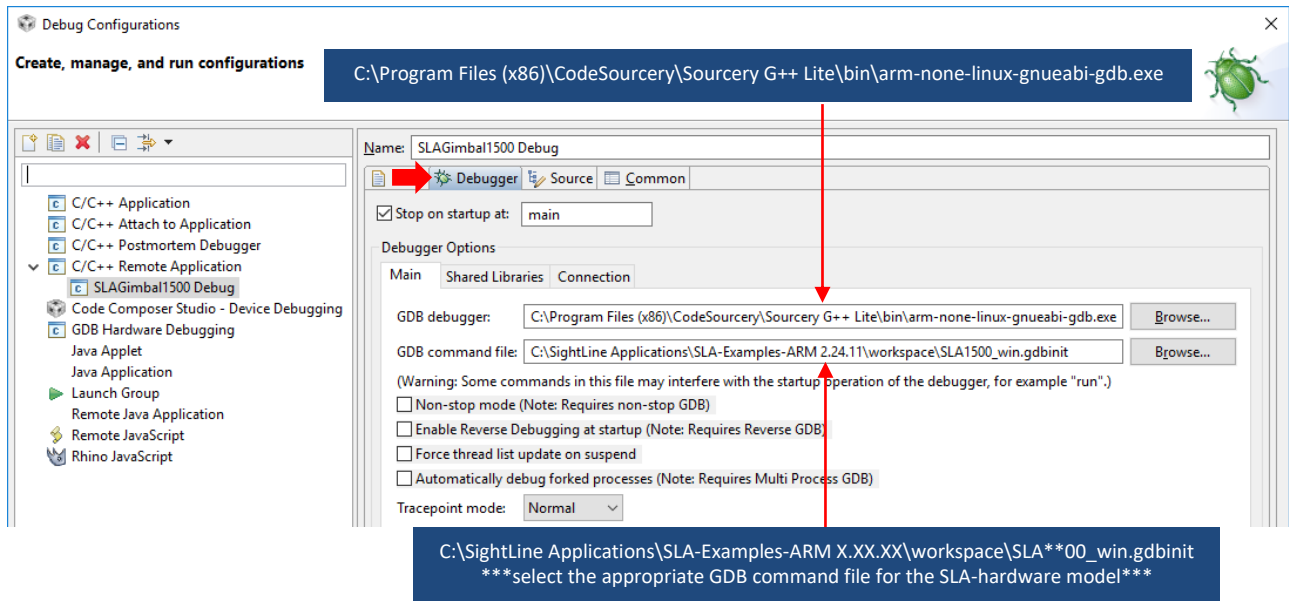 Debug Configurations
Create, manage, and run configurations
C:\Program Files (x86)\CodeSourcery\Sourcery G++ Lite\bin\arm-none-linux-gnueabi-gdb.exe
Name: SLAGimbal1500 Debug
Debugger Source Common
C/C++ Application
C/C++ Attach to Application
C/C++ Postmortem Debugger
C/C++ Remote Application
SLAGimbal1500 Debug
Code Composer Studio - Device Debugging
GDB Hardware Debugging
Java Applet
Java Application
Launch Group
Remote Java Application
Remote JavaScript
Rhino JavaScript
Stop on startup at: main
Debugger Options
Main Shared Libraries Connection
GDB debugger: C:\Program Files (x86)\CodeSourcery\Sourcery G++ Lite\bin\arm-none-linux-gnueabi-gdb.exe Browse...
GDB command file: C:\SightLine Applications\SLA-Examples-ARM 2.24.11\workspace\SLA1500_win.gdbinit Browse...
(Warning: Some commands in this file may interfere with the startup operation of the debugger, for example "run".)
Non-stop mode (Note: Requires non-stop GDB)
Enable Reverse Debugging at startup (Note: Requires Reverse GDB)
Force thread list update on suspend
Automatically debug forked processes (Note: Requires Multi Process GDB)
Tracepoint mode: Normal
C:\SightLine Applications\SLA-Examples-ARM X.XX.XX\workspace\SLA**00_win.gdbinit
***select the appropriate GDB command file for the SLA-hardware model***